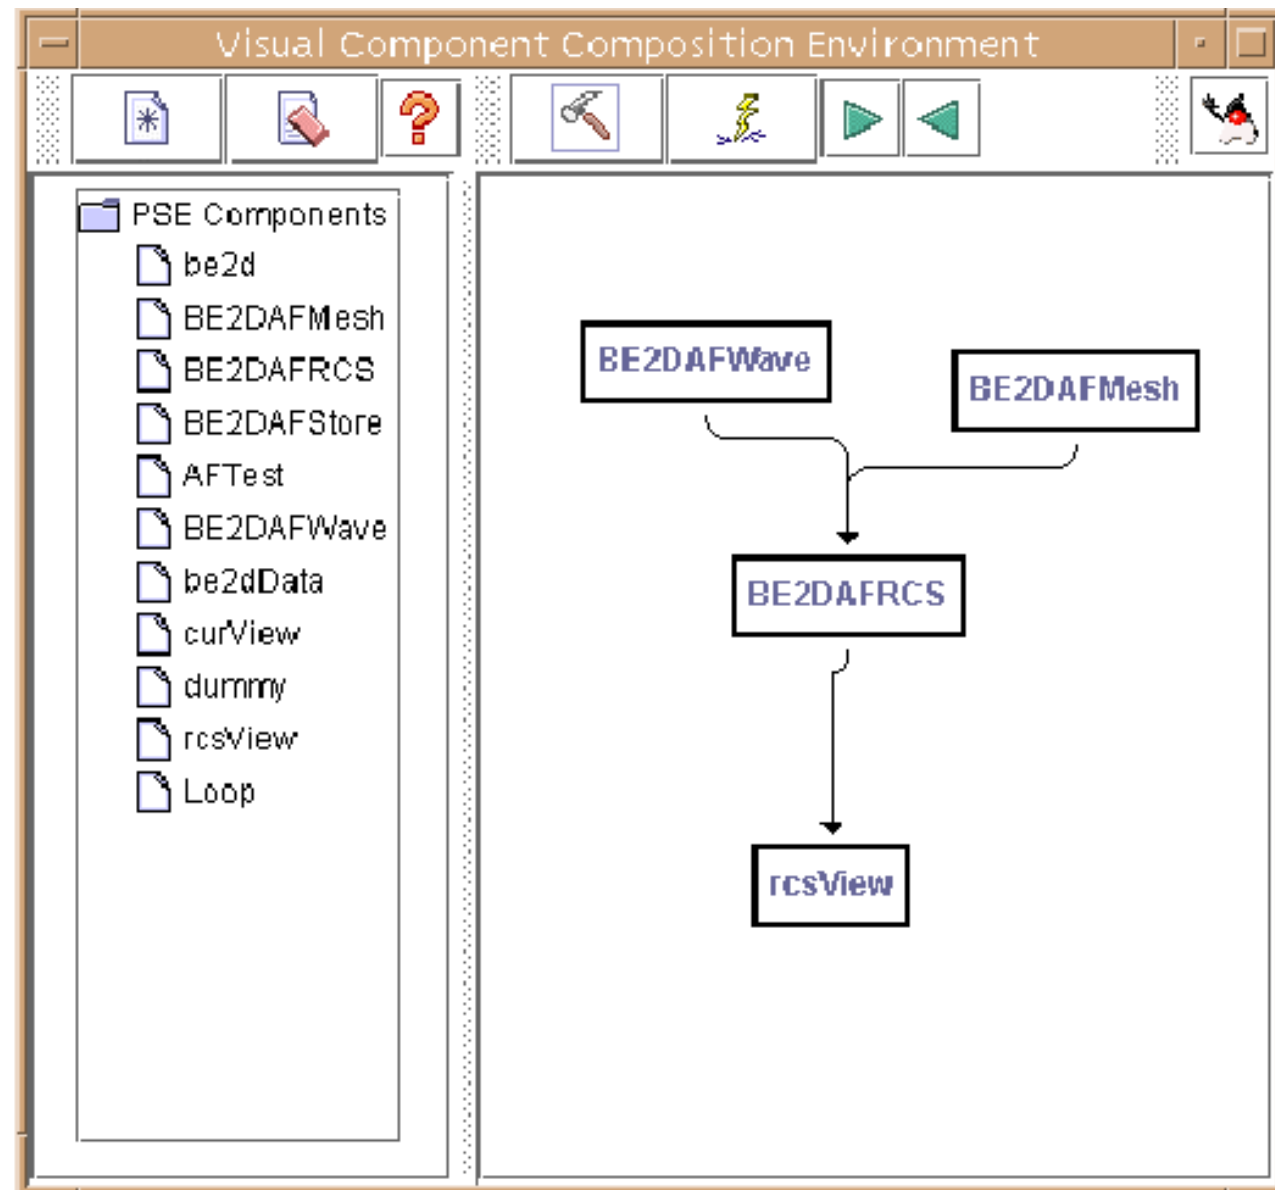 Visual Component Composition Environment
PSE Components
be2d
BE2DAFMesh
BE2DAFRCS
BE2DAFStore
AFTest
BE2DAFWave
be2dData
curView
dummy
rcsView
Loop
BE2DAFWave
BE2DAFMesh
BE2DAFRCS
rcsView